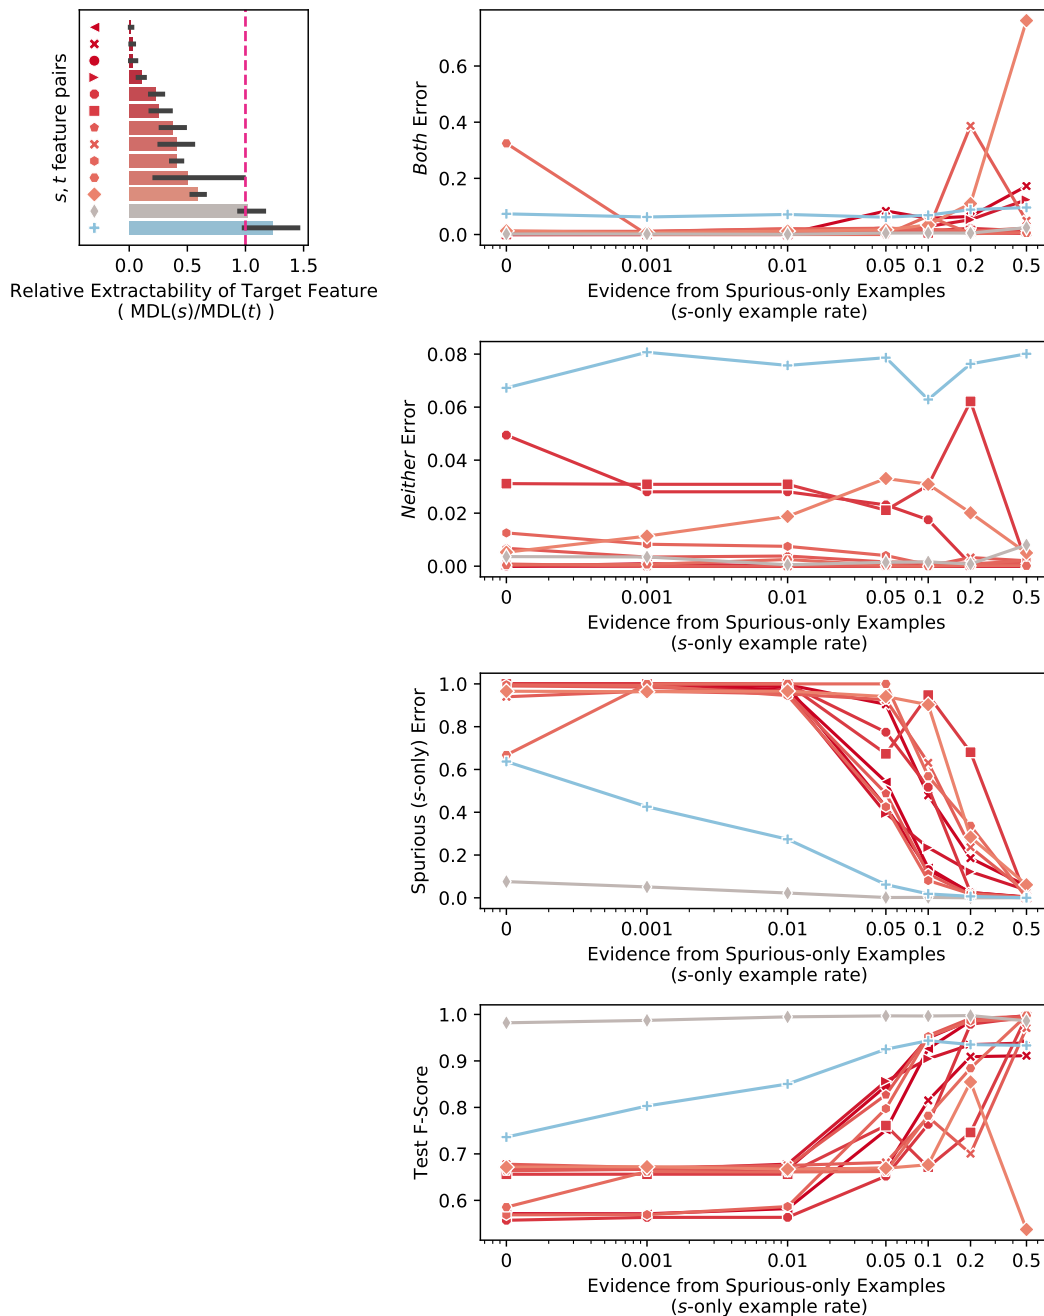 s, t feature pairs
0.0 0.5 1.0 1.5
Relative Extractability of Target Feature
( MDL(s)/MDL(t) )
Both Error
0.6
0.4
0.2
0.0
0 0.001 0.01 0.05 0.1 0.2 0.5
Evidence from Spurious-only Examples
(s-only example rate)
Neither Error
0.08
0.06
0.04
0.02
0.00
0 0.001 0.01 0.05 0.1 0.2 0.5
Evidence from Spurious-only Examples
(s-only example rate)
Spurious (s-only) Error
1.0
0.8
0.6
0.4
0.2
0.0
0 0.001 0.01 0.05 0.1 0.2 0.5
Evidence from Spurious-only Examples
(s-only example rate)
Test F-Score
1.0
0.9
0.8
0.7
0.6
0 0.001 0.01 0.05 0.1 0.2 0.5
Evidence from Spurious-only Examples
(s-only example rate)